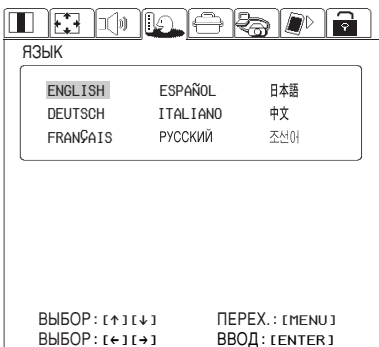 ЯЗЫК
ENGLISH ESPAÑOL 日本語
DEUTSCH ITALIANO 中文
FRANÇAIS РУССКИЙ 조선어
ВЫБОР:[↑][↓] ПЕРЕХ.:[MENU]
ВЫБОР:[←][→] ВВОД:[ENTER]